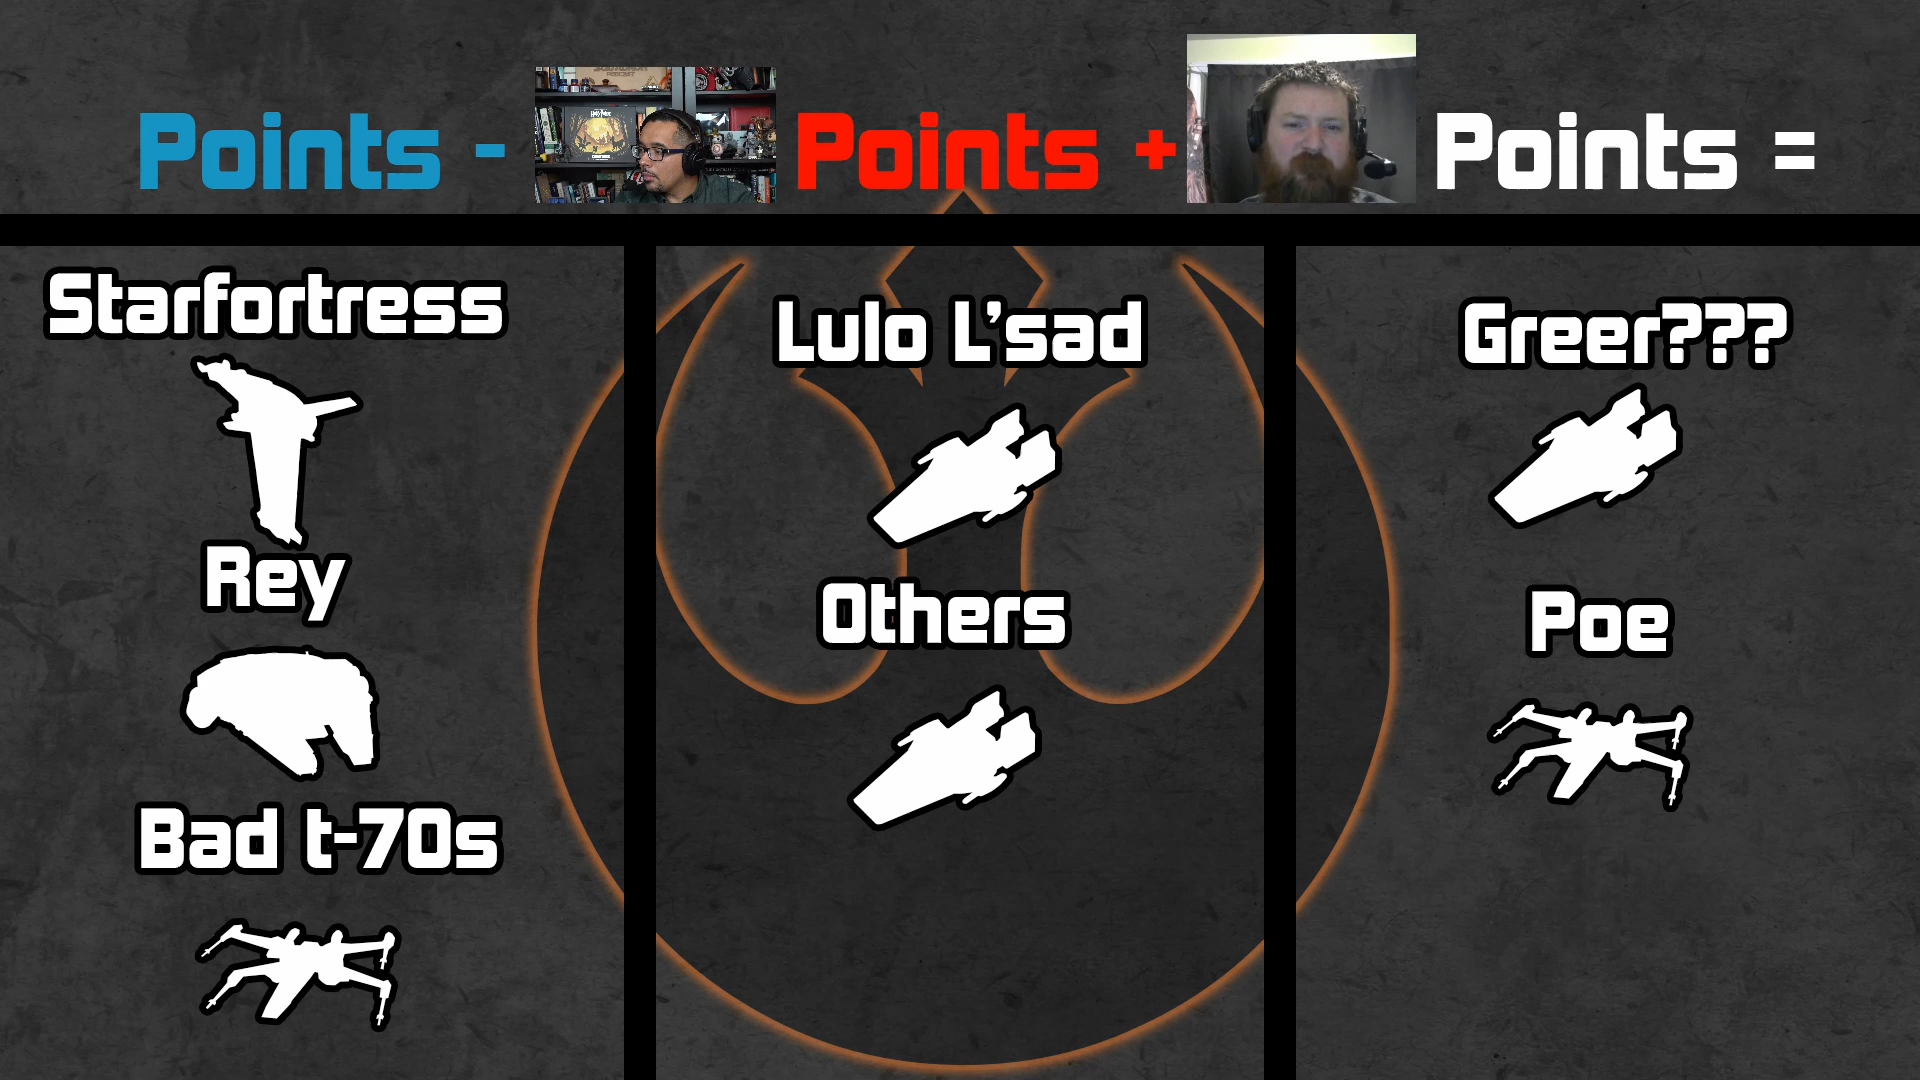 Points - Points + Points =
Starfortress
Rey
Bad t-70s
Lulo L'sad
Others
Greer???
Poe